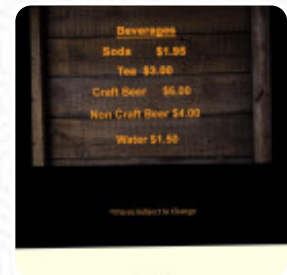 Beverages
Soda $1.95
Tea $3.00
Craft Beer $6.00
Non Craft Beer $4.00
Water $1.50
*Prices Subject to Change